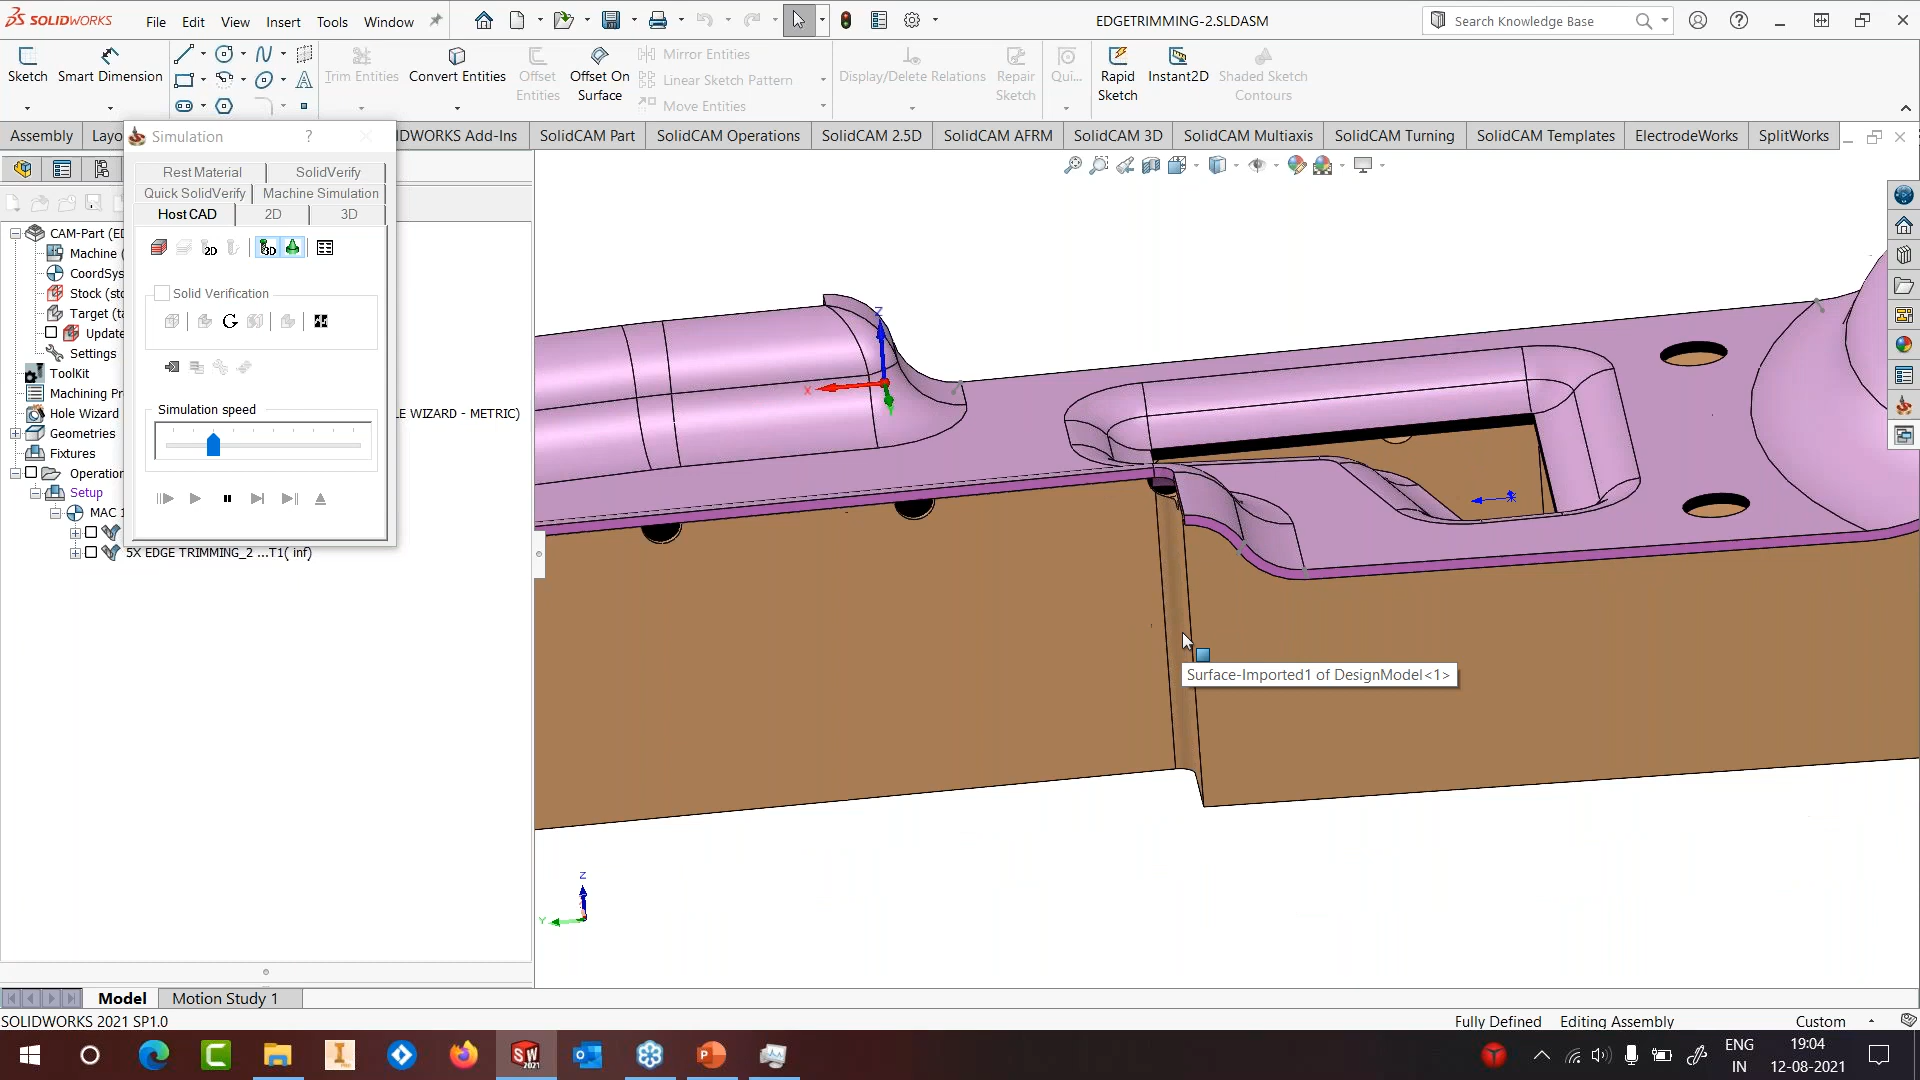 SOLIDWORKS File Edit View Insert Tools Window EDGETRIMMING-2.SLDASM Search Knowledge Base
Sketch Smart Dimension Trim Entities Convert Entities Offset Entities Offset On Surface Mirror Entities Linear Sketch Pattern Move Entities Display/Delete Relations Repair Sketch Qui... Rapid Sketch Instant2D Shaded Sketch Contours
Assembly Layo Simulation ? IDWORKS Add-Ins SolidCAM Part SolidCAM Operations SolidCAM 2.5D SolidCAM AFRM SolidCAM 3D SolidCAM Multiaxis SolidCAM Turning SolidCAM Templates ElectrodeWorks SplitWorks
Rest Material SolidVerify
Quick SolidVerify Machine Simulation
Host CAD 2D 3D
2D 3D
Solid Verification
Simulation speed
CAM-Part (ED
Machine (
CoordSys
Stock (sto
Target (ta
Update
Settings
ToolKit
Machining Pr
Hole Wizard LE WIZARD - METRIC)
Geometries
Fixtures
Operation
Setup
MAC 1
5X EDGE TRIMMING_2 ...T1( inf)
Z
X
Y
Surface-Imported1 of DesignModel<1>
Z
Y
Model Motion Study 1
SOLIDWORKS 2021 SP1.0 Fully Defined Editing Assembly Custom
ENG
IN
19:04
12-08-2021